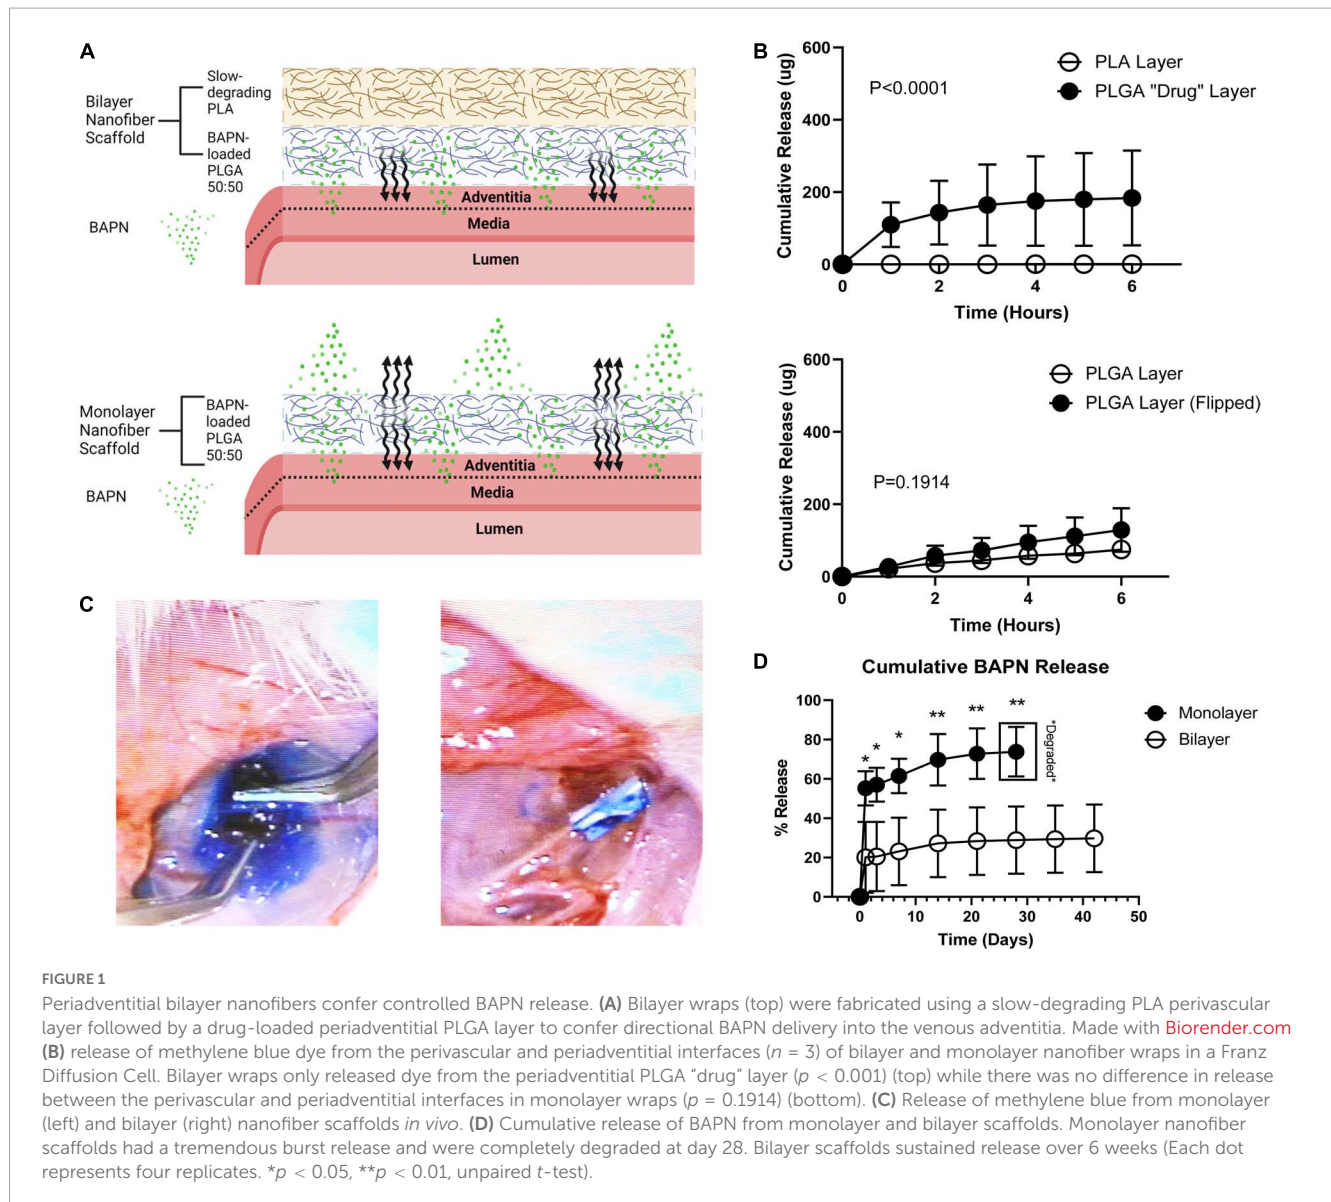 A
Bilayer
Nanofiber
Scaffold
Slow-
degrading
PLA
BAPN-
loaded
PLGA
50:50
BAPN
Adventitia
Media
Lumen
Monolayer
Nanofiber
Scaffold
BAPN-
loaded
PLGA
50:50
BAPN
Adventitia
Media
Lumen
B
PLA Layer
PLGA "Drug" Layer
P<0.0001
Cumulative Release (ug)
600
400
200
0
0 2 4 6
Time (Hours)
PLGA Layer
PLGA Layer (Flipped)
P=0.1914
Cumulative Release (ug)
600
400
200
0
0 2 4 6
Time (Hours)
C
D
Cumulative BAPN Release
Monolayer
Bilayer
% Release
100
80
60
40
20
0
* * * ** ** **
*Degraded*
0 10 20 30 40 50
Time (Days)
FIGURE 1
Periadventitial bilayer nanofibers confer controlled BAPN release. (A) Bilayer wraps (top) were fabricated using a slow-degrading PLA perivascular
layer followed by a drug-loaded periadventitial PLGA layer to confer directional BAPN delivery into the venous adventitia. Made with Biorender.com
(B) release of methylene blue dye from the perivascular and periadventitial interfaces (n = 3) of bilayer and monolayer nanofiber wraps in a Franz
Diffusion Cell. Bilayer wraps only released dye from the periadventitial PLGA “drug” layer (p < 0.001) (top) while there was no difference in release
between the perivascular and periadventitial interfaces in monolayer wraps (p = 0.1914) (bottom). (C) Release of methylene blue from monolayer
(left) and bilayer (right) nanofiber scaffolds in vivo. (D) Cumulative release of BAPN from monolayer and bilayer scaffolds. Monolayer nanofiber
scaffolds had a tremendous burst release and were completely degraded at day 28. Bilayer scaffolds sustained release over 6 weeks (Each dot
represents four replicates. *p < 0.05, **p < 0.01, unpaired t-test).